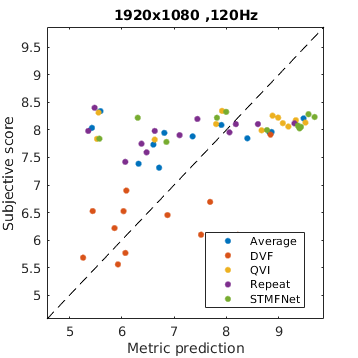 1920x1080 ,120Hz
Subjective score
9.5
9
8.5
8
7.5
7
6.5
6
5.5
5
Average
DVF
QVI
Repeat
STMFNet
5 6 7 8 9
Metric prediction